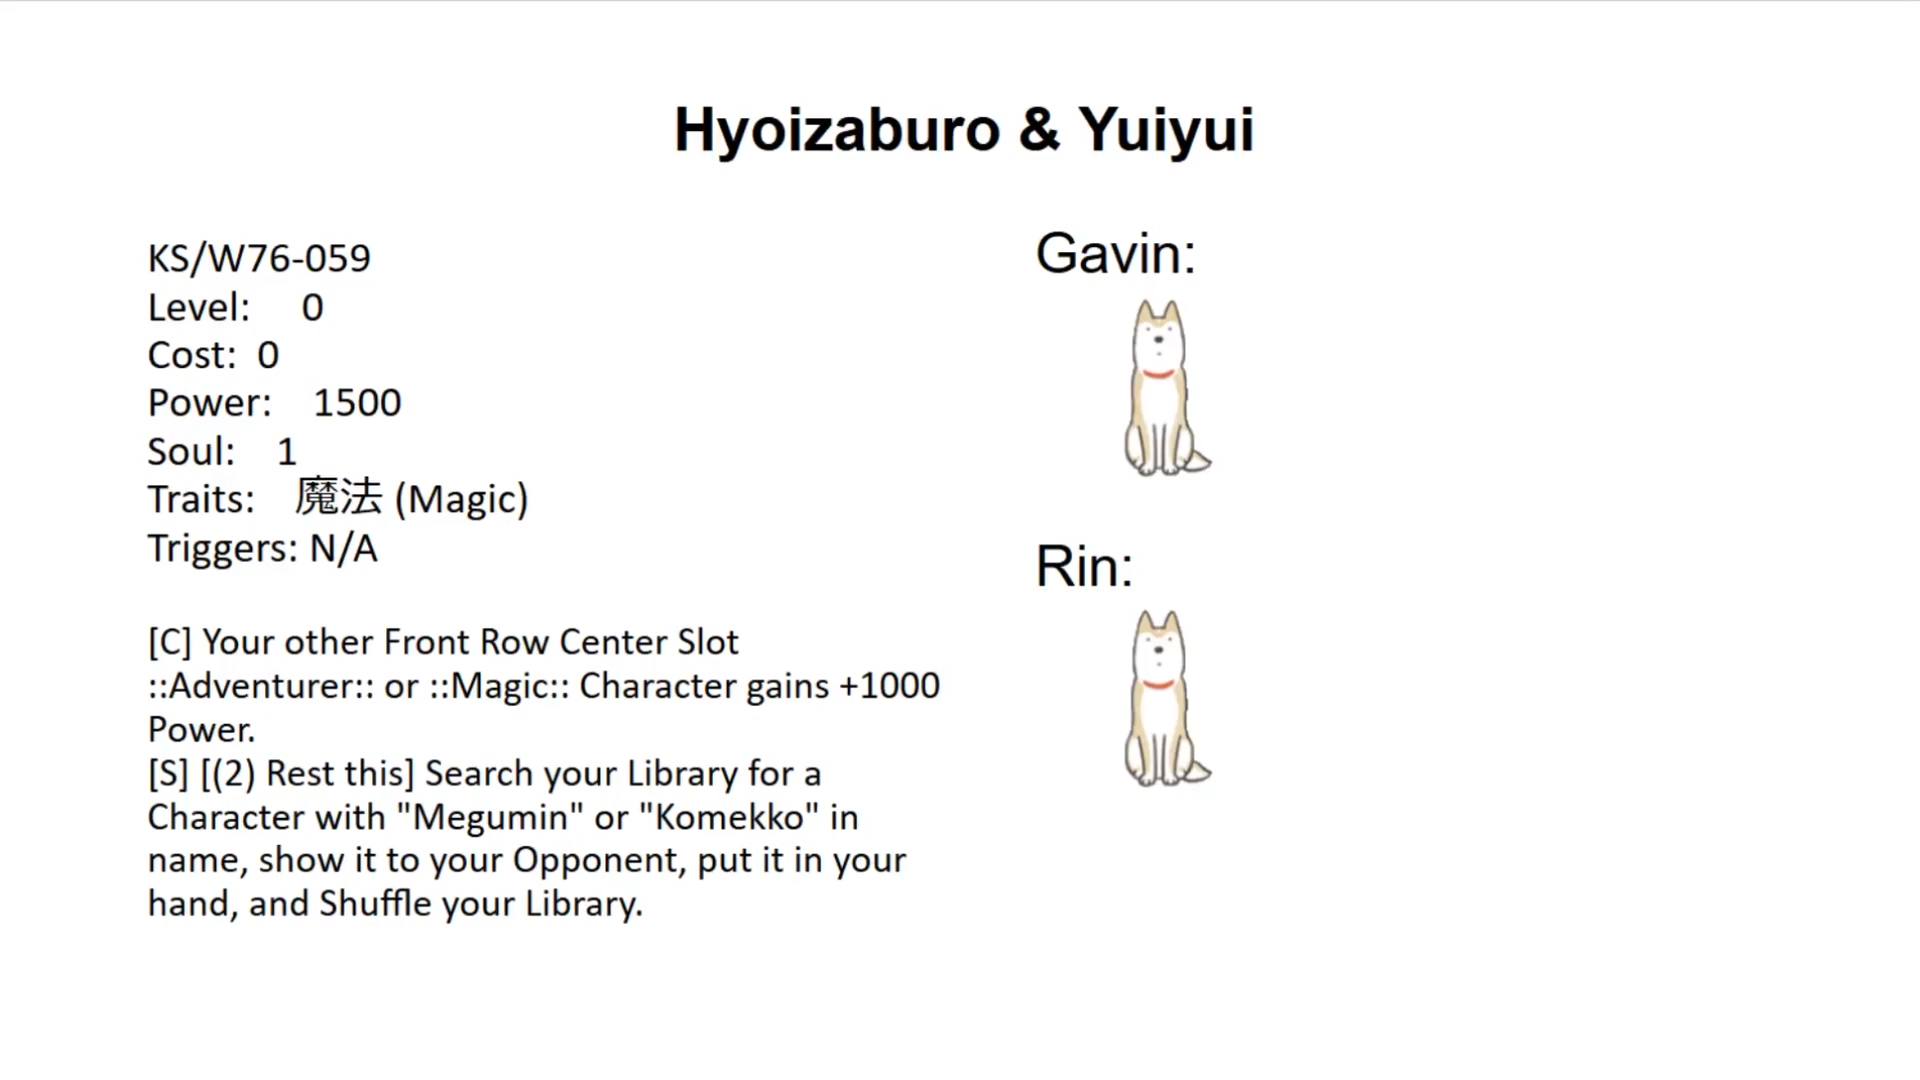 Hyoizaburo & Yuiyui
KS/W76-059
Level: 0
Cost: 0
Power: 1500
Soul: 1
Traits: 魔法 (Magic)
Triggers: N/A
[C] Your other Front Row Center Slot
::Adventurer:: or ::Magic:: Character gains +1000
Power.
[S] [(2) Rest this] Search your Library for a
Character with "Megumin" or "Komekko" in
name, show it to your Opponent, put it in your
hand, and Shuffle your Library.
Gavin:
Rin: